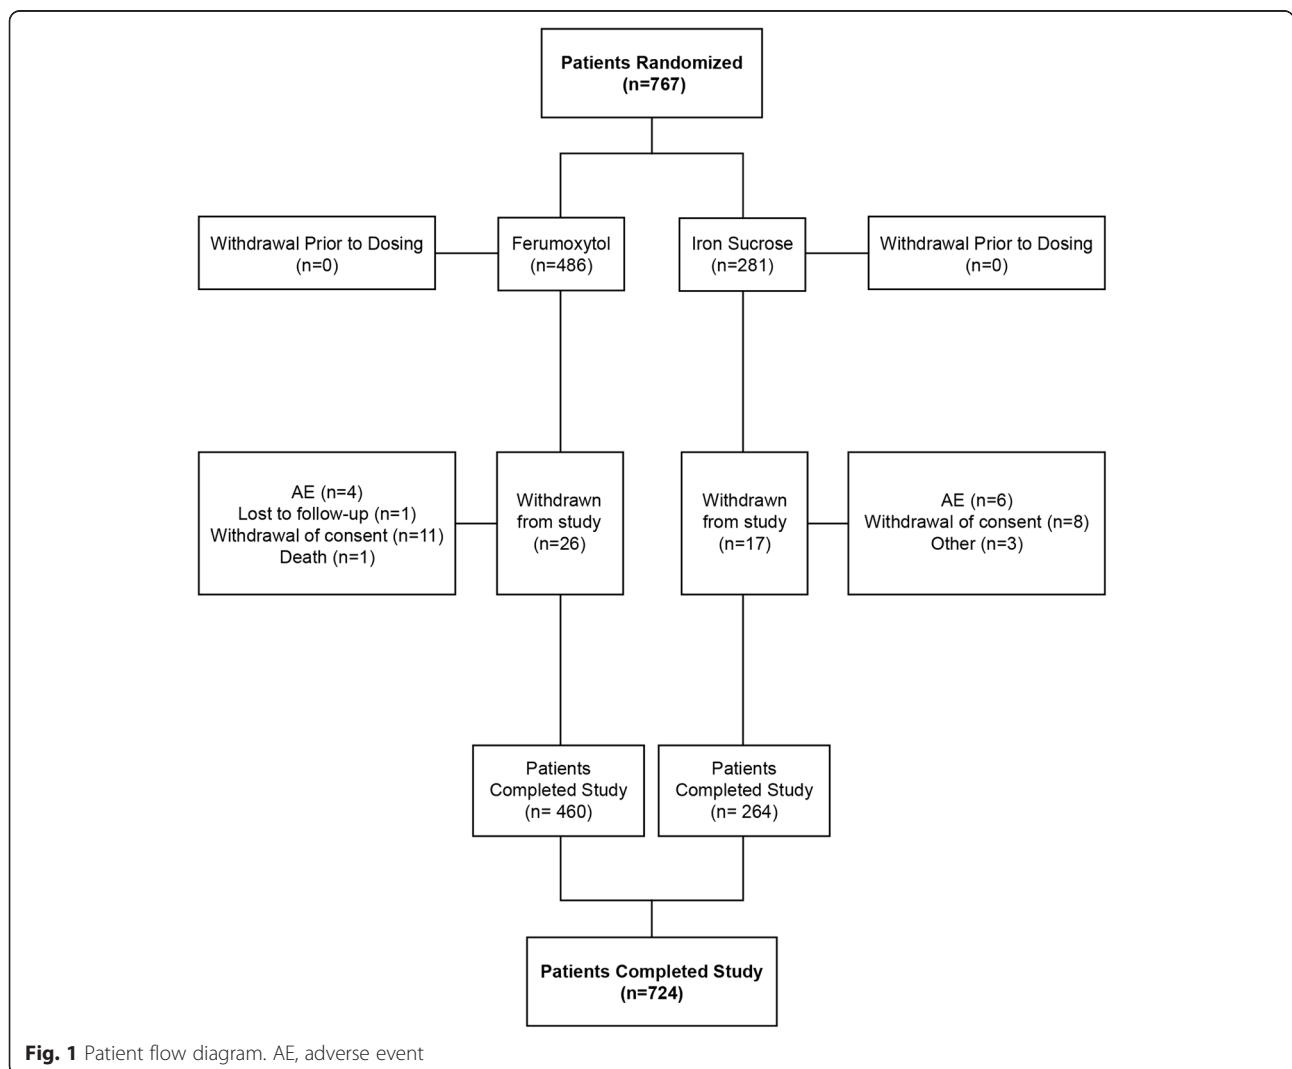 Patients Randomized
(n=767)
Withdrawal Prior to Dosing
(n=0)
Ferumoxytol
(n=486)
Iron Sucrose
(n=281)
Withdrawal Prior to Dosing
(n=0)
AE (n=4)
Lost to follow-up (n=1)
Withdrawal of consent (n=11)
Death (n=1)
Withdrawn
from study
(n=26)
Withdrawn
from study
(n=17)
AE (n=6)
Withdrawal of consent (n=8)
Other (n=3)
Patients
Completed Study
(n= 460)
Patients
Completed Study
(n= 264)
Patients Completed Study
(n=724)
Fig. 1 Patient flow diagram. AE, adverse event